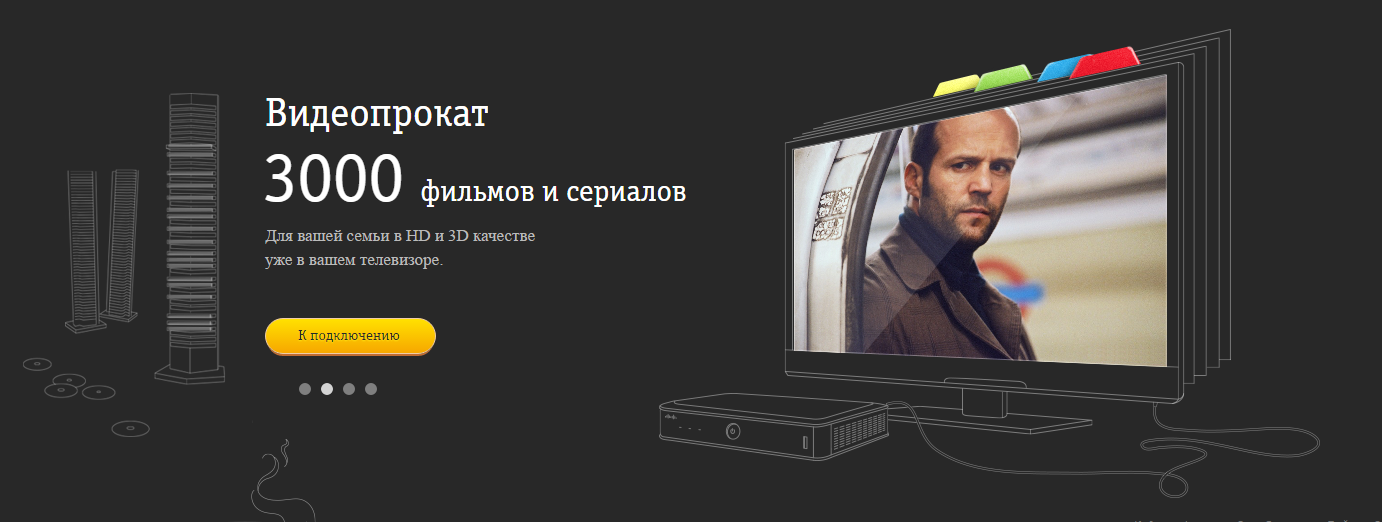 Видеопрокат
3000 фильмов и сериалов
Для вашей семьи в HD и 3D качестве
уже в вашем телевизоре.
К подключению